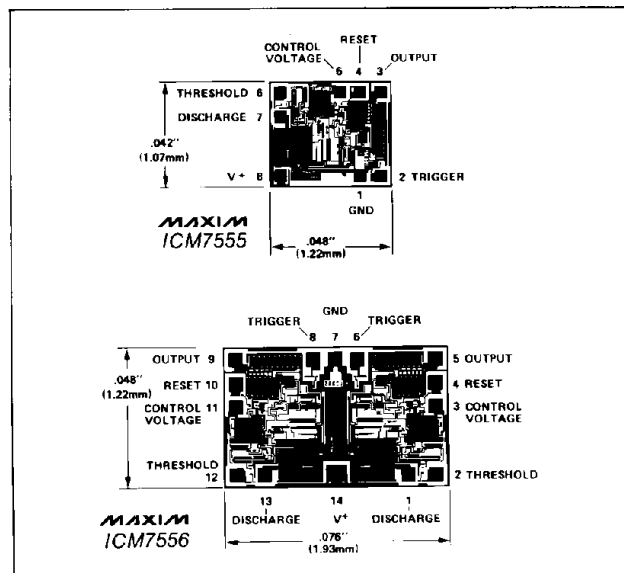 RESET
CONTROL
VOLTAGE 5 4 3 OUTPUT
THRESHOLD 6
DISCHARGE 7
.042"
(1.07mm)
V+ 8
2 TRIGGER
1
GND
MAXIM
ICM7555
.048"
(1.22mm)
GND
TRIGGER TRIGGER
8 7 6
OUTPUT 9
5 OUTPUT
RESET 10
4 RESET
.048"
(1.22mm)
CONTROL 11
VOLTAGE
3 CONTROL
VOLTAGE
THRESHOLD
12
2 THRESHOLD
13 14 1
DISCHARGE V+ DISCHARGE
MAXIM
ICM7556
.076"
(1.93mm)